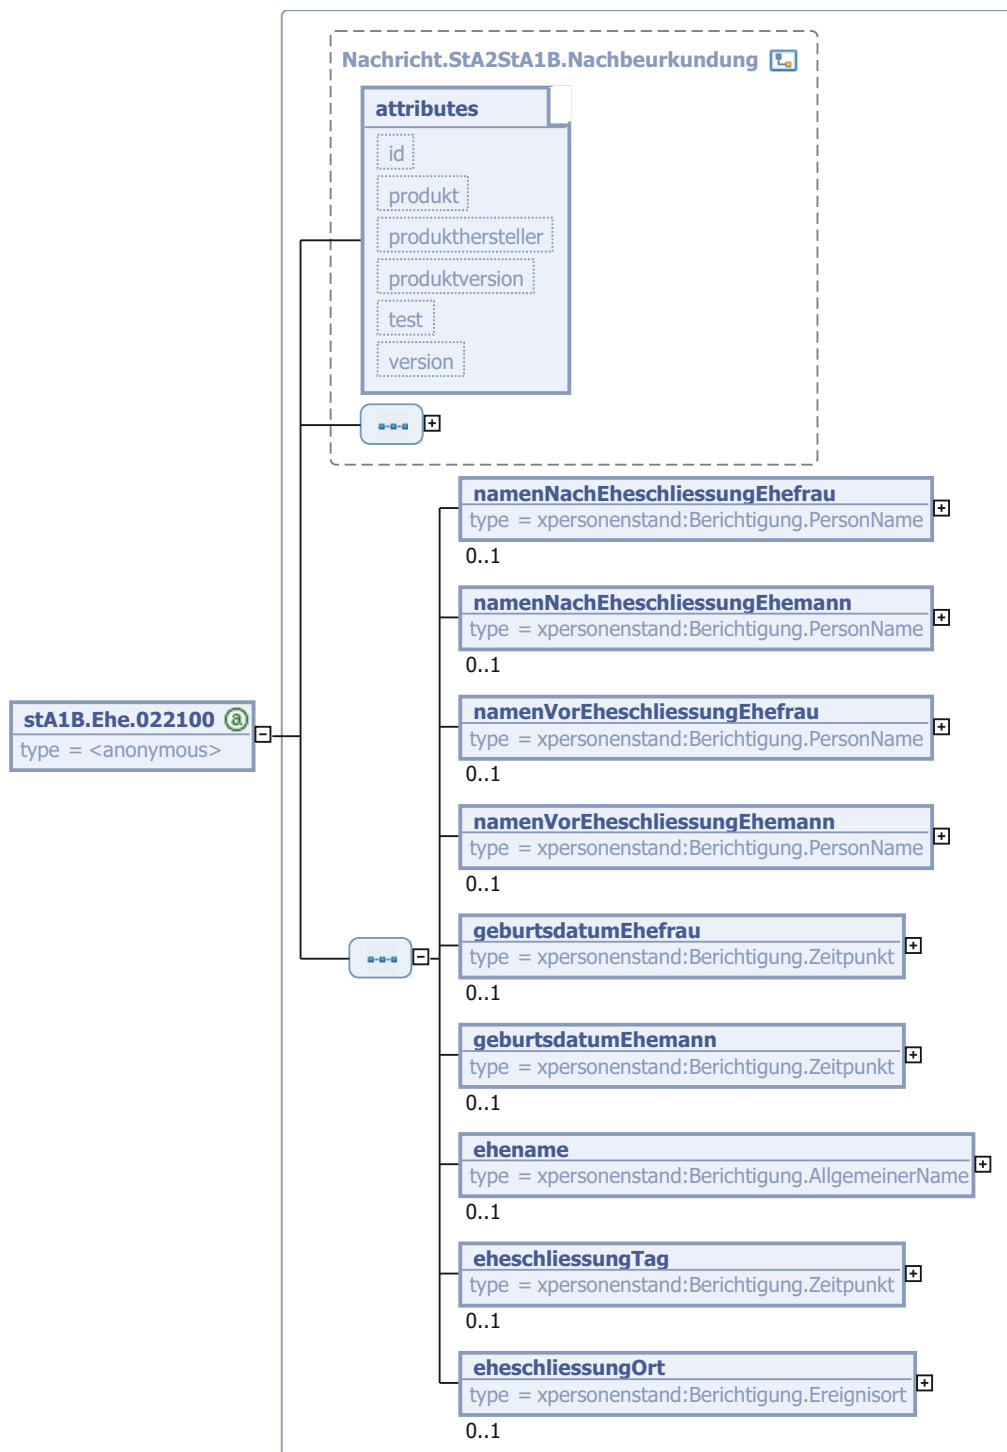 Nachricht.StA2StA1B.Nachbeurkundung
attributes
id
produkt
produkthersteller
produktversion
test
version
namenNachEheschliessungEhefrau
type = xpersonenstand:Berichtigung.PersonName
0..1
namenNachEheschliessungEhemann
type = xpersonenstand:Berichtigung.PersonName
0..1
stA1B.Ehe.022100 a
type = <anonymous>
namenVorEheschliessungEhefrau
type = xpersonenstand:Berichtigung.PersonName
0..1
namenVorEheschliessungEhemann
type = xpersonenstand:Berichtigung.PersonName
0..1
geburtsdatumEhefrau
type = xpersonenstand:Berichtigung.Zeitpunkt
0..1
geburtsdatumEhemann
type = xpersonenstand:Berichtigung.Zeitpunkt
0..1
ehename
type = xpersonenstand:Berichtigung.AllgemeinerName
0..1
eheschliessungTag
type = xpersonenstand:Berichtigung.Zeitpunkt
0..1
eheschliessungOrt
type = xpersonenstand:Berichtigung.Ereignisort
0..1